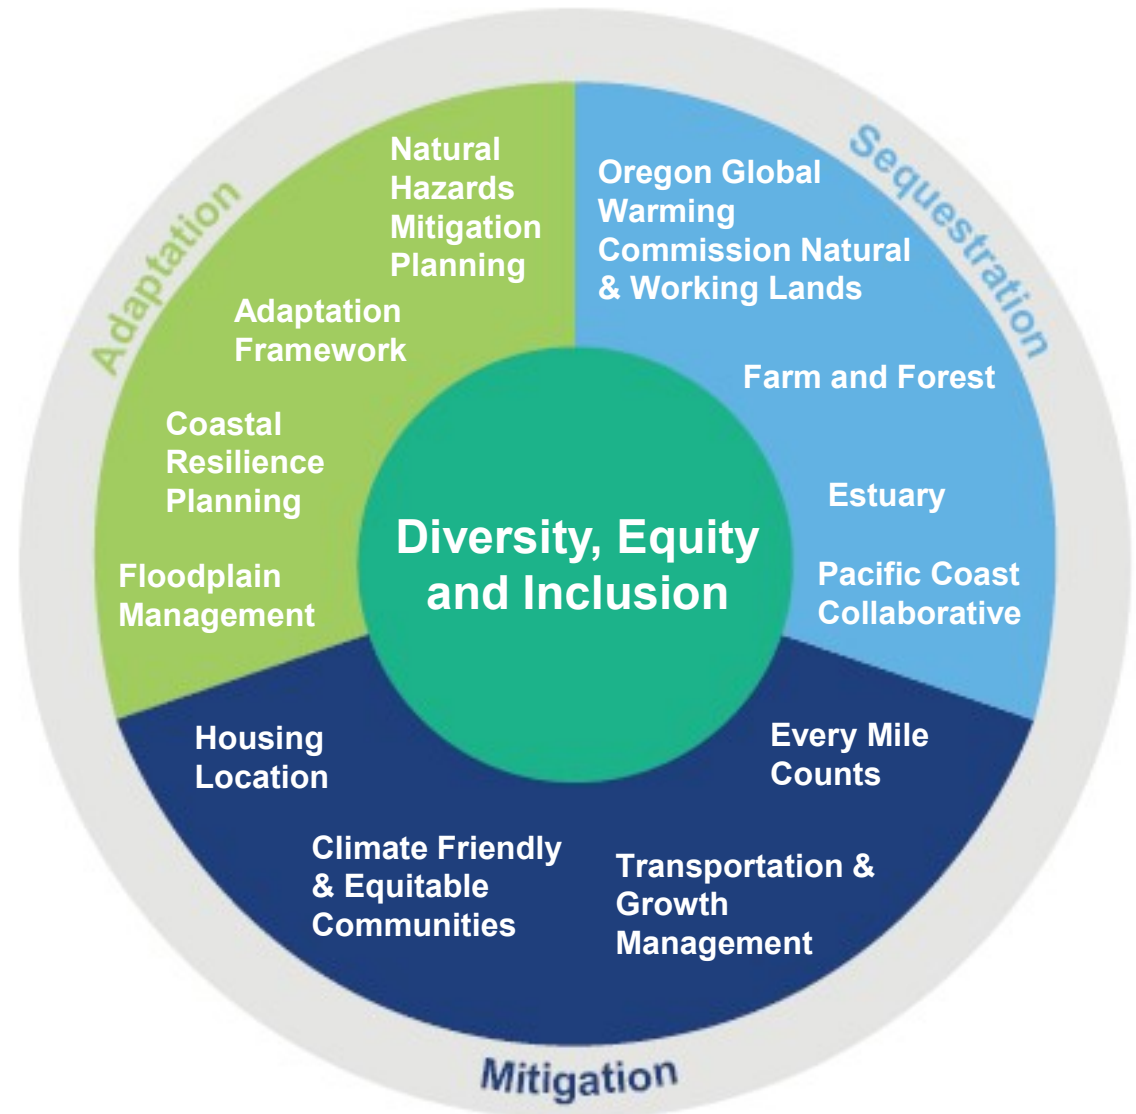 Adaptation
Natural
Hazards
Mitigation
Planning
Adaptation
Framework
Coastal
Resilience
Planning
Floodplain
Management
Sequestration
Oregon Global
Warming
Commission Natural
& Working Lands
Farm and Forest
Estuary
Pacific Coast
Collaborative
Diversity, Equity
and Inclusion
Housing
Location
Climate Friendly
& Equitable
Communities
Every Mile
Counts
Transportation &
Growth
Management
Mitigation